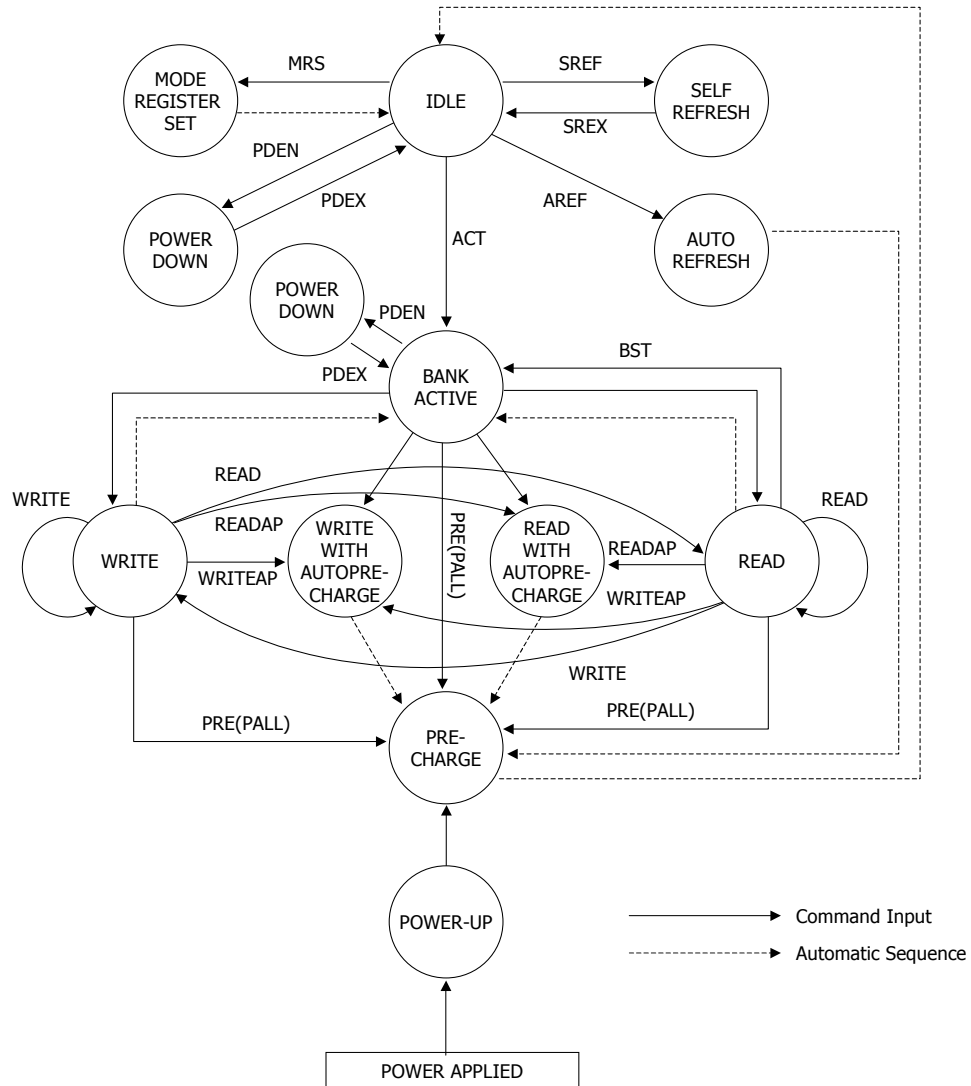 MRS
SREF
MODE
REGISTER
SET
IDLE
SELF
REFRESH
SREX
PDEN
PDEX
AREF
POWER
DOWN
ACT
AUTO
REFRESH
POWER
DOWN
PDEN
PDEX
BST
BANK
ACTIVE
WRITE
READ
READ
READAP
WRITE
WRITE
WITH
AUTOPRE-
CHARGE
PRE(PALL)
READ
WITH
AUTOPRE-
CHARGE
READAP
READ
WRITEAP
WRITEAP
WRITE
PRE(PALL)
PRE(PALL)
PRE-
CHARGE
POWER-UP
Command Input
Automatic Sequence
POWER APPLIED